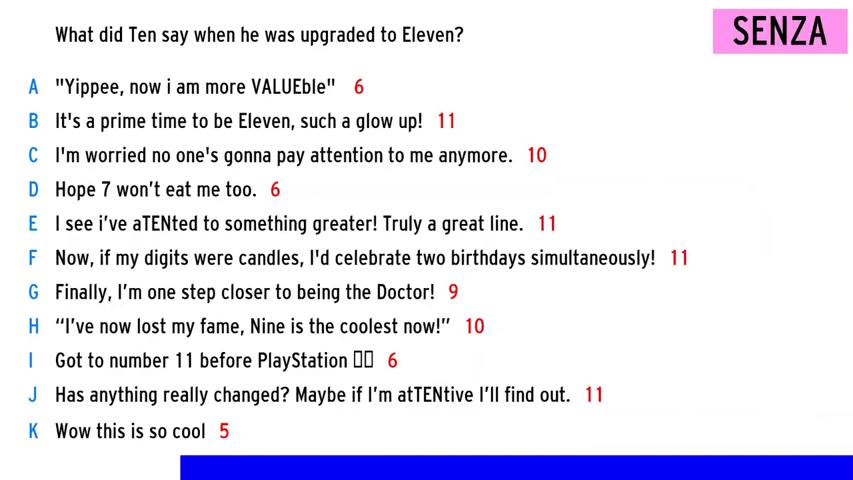 What did Ten say when he was upgraded to Eleven?
SENZA
A "Yippee, now i am more VALUEble" 6
B It's a prime time to be Eleven, such a glow up! 11
C I'm worried no one's gonna pay attention to me anymore. 10
D Hope 7 won’t eat me too. 6
E I see i’ve aTENted to something greater! Truly a great line. 11
F Now, if my digits were candles, I'd celebrate two birthdays simultaneously! 11
G Finally, I’m one step closer to being the Doctor! 9
H “I’ve now lost my fame, Nine is the coolest now!” 10
I Got to number 11 before PlayStation 6
J Has anything really changed? Maybe if I’m atTENtive I’ll find out. 11
K Wow this is so cool 5